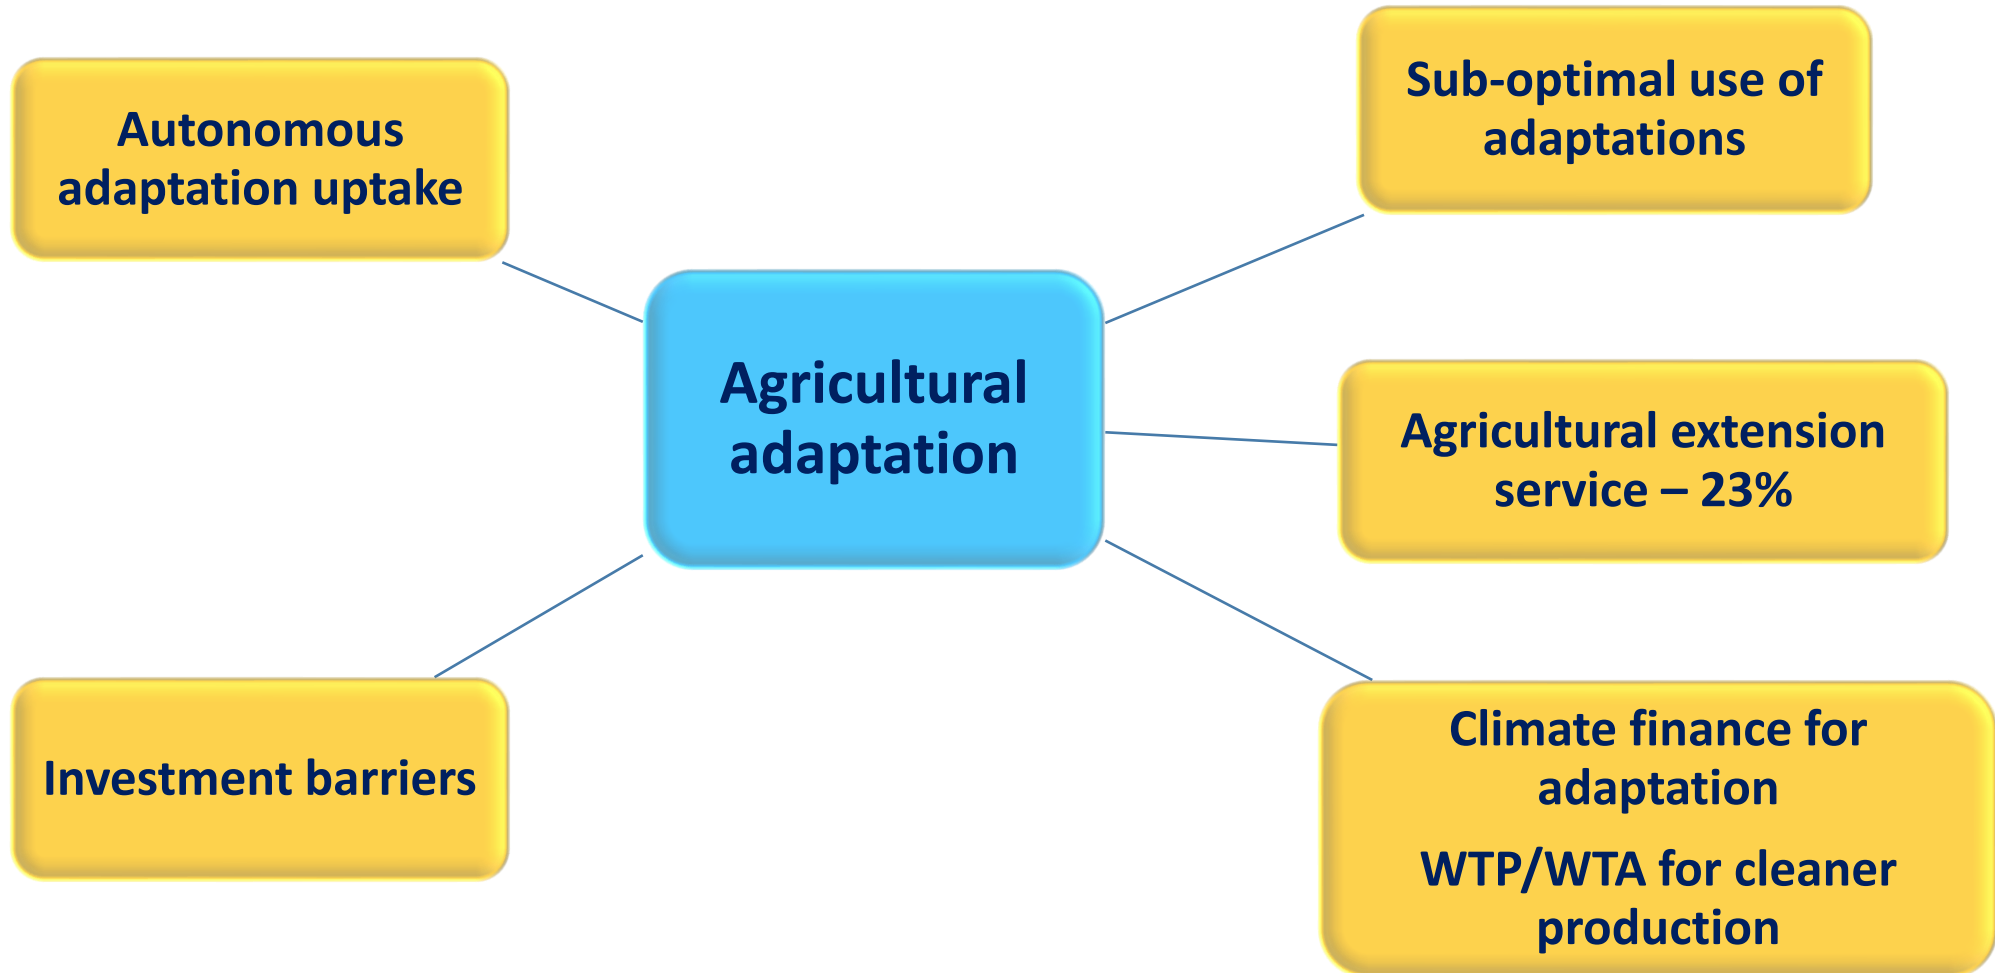 Autonomous
adaptation uptake
Sub-optimal use of
adaptations
Agricultural
adaptation
Agricultural extension
service – 23%
Investment barriers
Climate finance for
adaptation
WTP/WTA for cleaner
production